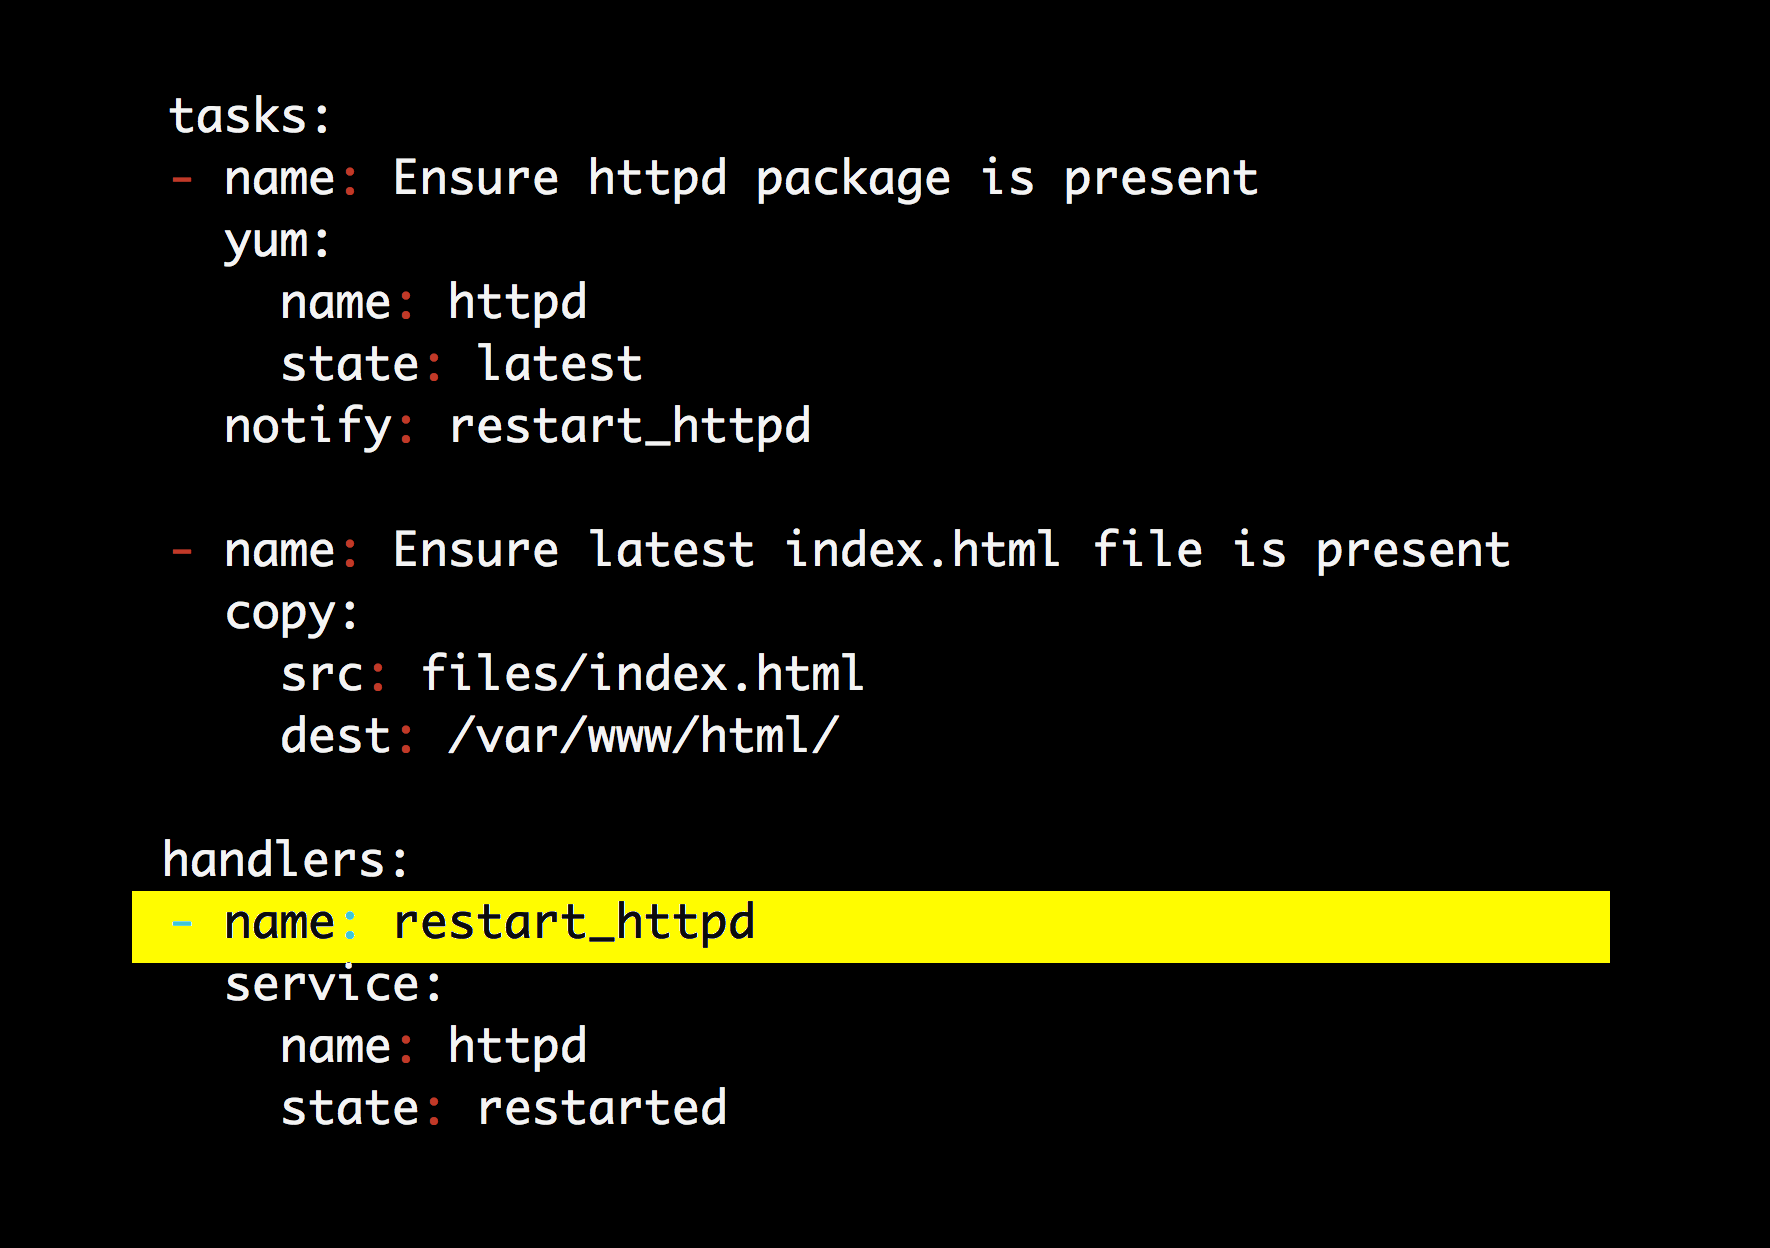 tasks:
- name: Ensure httpd package is present
  yum:
    name: httpd
    state: latest
  notify: restart_httpd

- name: Ensure latest index.html file is present
  copy:
    src: files/index.html
    dest: /var/www/html/

handlers:
- name: restart_httpd
  service:
    name: httpd
    state: restarted